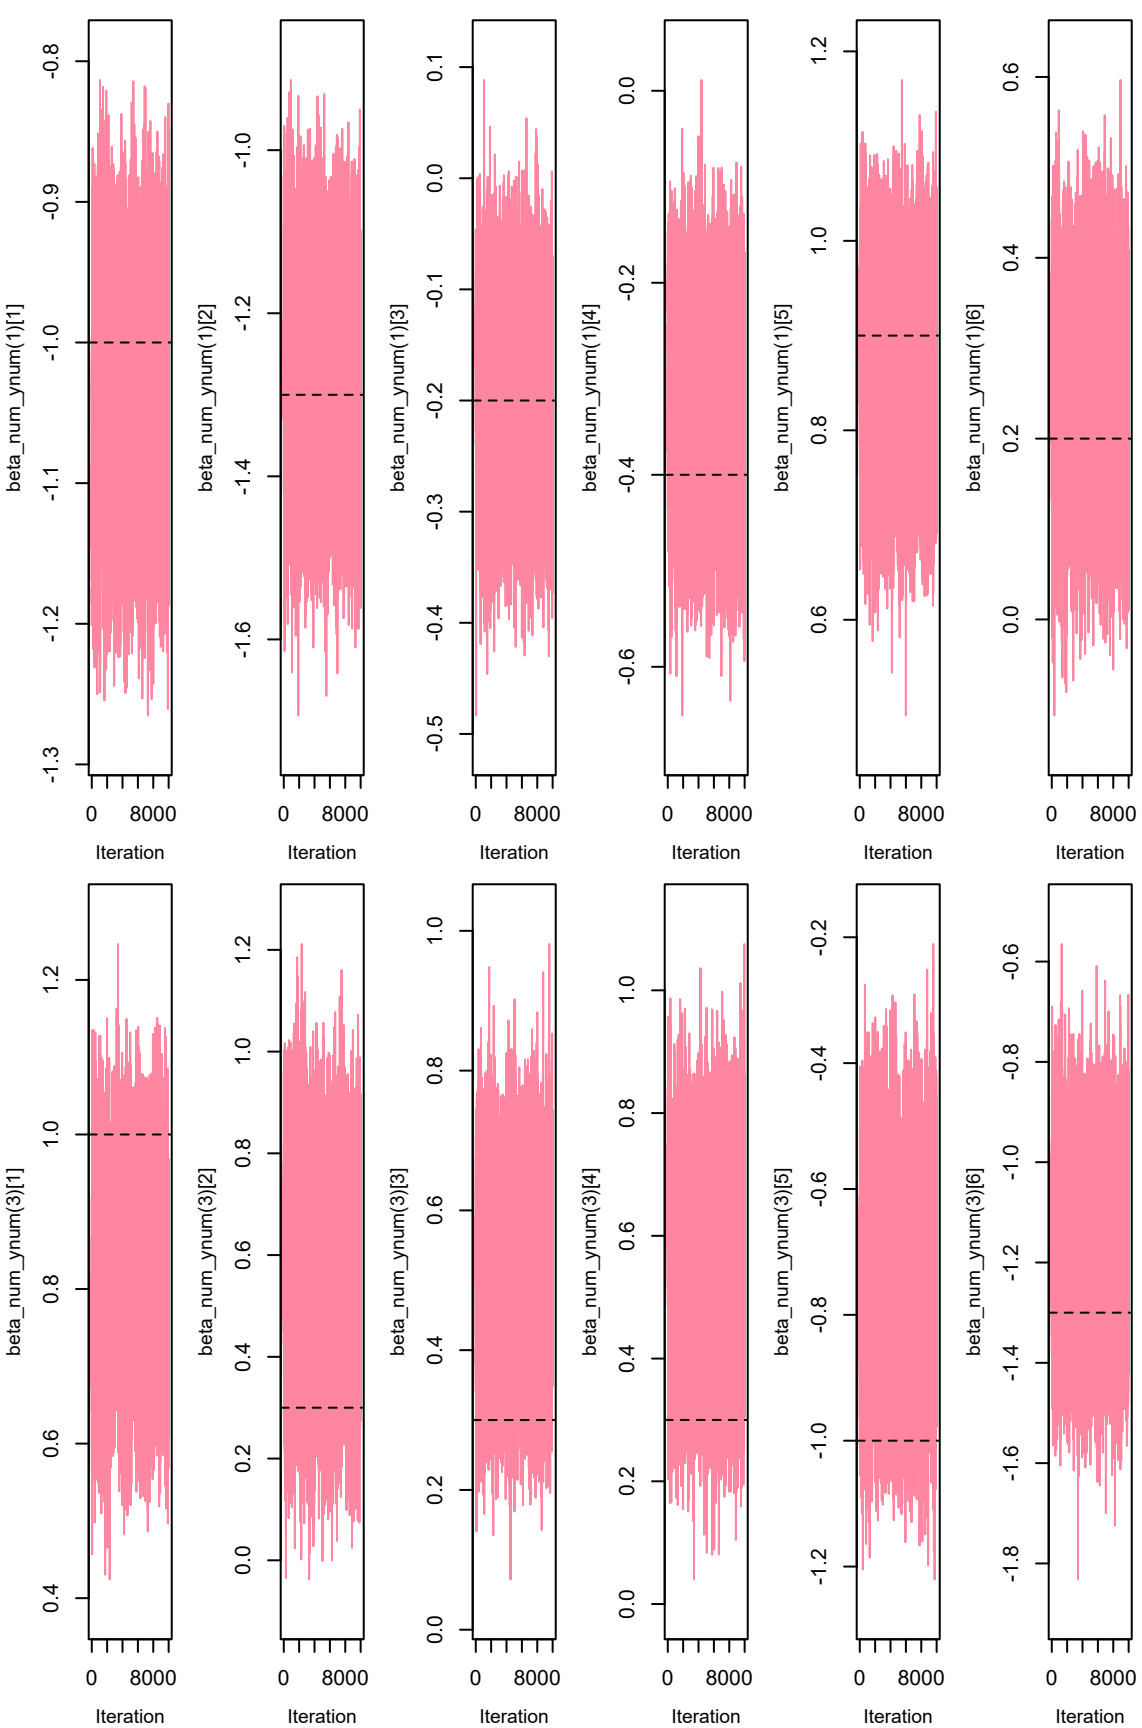 beta_num_ynum(1)[1]
-1.3 -1.2 -1.1 -1.0 -0.9 -0.8
0 8000
Iteration
beta_num_ynum(1)[2]
-1.6 -1.4 -1.2 -1.0
0 8000
Iteration
beta_num_ynum(1)[3]
-0.5 -0.4 -0.3 -0.2 -0.1 0.0 0.1
0 8000
Iteration
beta_num_ynum(1)[4]
-0.6 -0.4 -0.2 0.0
0 8000
Iteration
beta_num_ynum(1)[5]
0.6 0.8 1.0 1.2
0 8000
Iteration
beta_num_ynum(1)[6]
0.0 0.2 0.4 0.6
0 8000
Iteration
beta_num_ynum(3)[1]
0.4 0.6 0.8 1.0 1.2
0 8000
Iteration
beta_num_ynum(3)[2]
0.0 0.2 0.4 0.6 0.8 1.0 1.2
0 8000
Iteration
beta_num_ynum(3)[3]
0.0 0.2 0.4 0.6 0.8 1.0
0 8000
Iteration
beta_num_ynum(3)[4]
0.0 0.2 0.4 0.6 0.8 1.0
0 8000
Iteration
beta_num_ynum(3)[5]
-1.2 -1.0 -0.8 -0.6 -0.4 -0.2
0 8000
Iteration
beta_num_ynum(3)[6]
-1.8 -1.6 -1.4 -1.2 -1.0 -0.8 -0.6
0 8000
Iteration